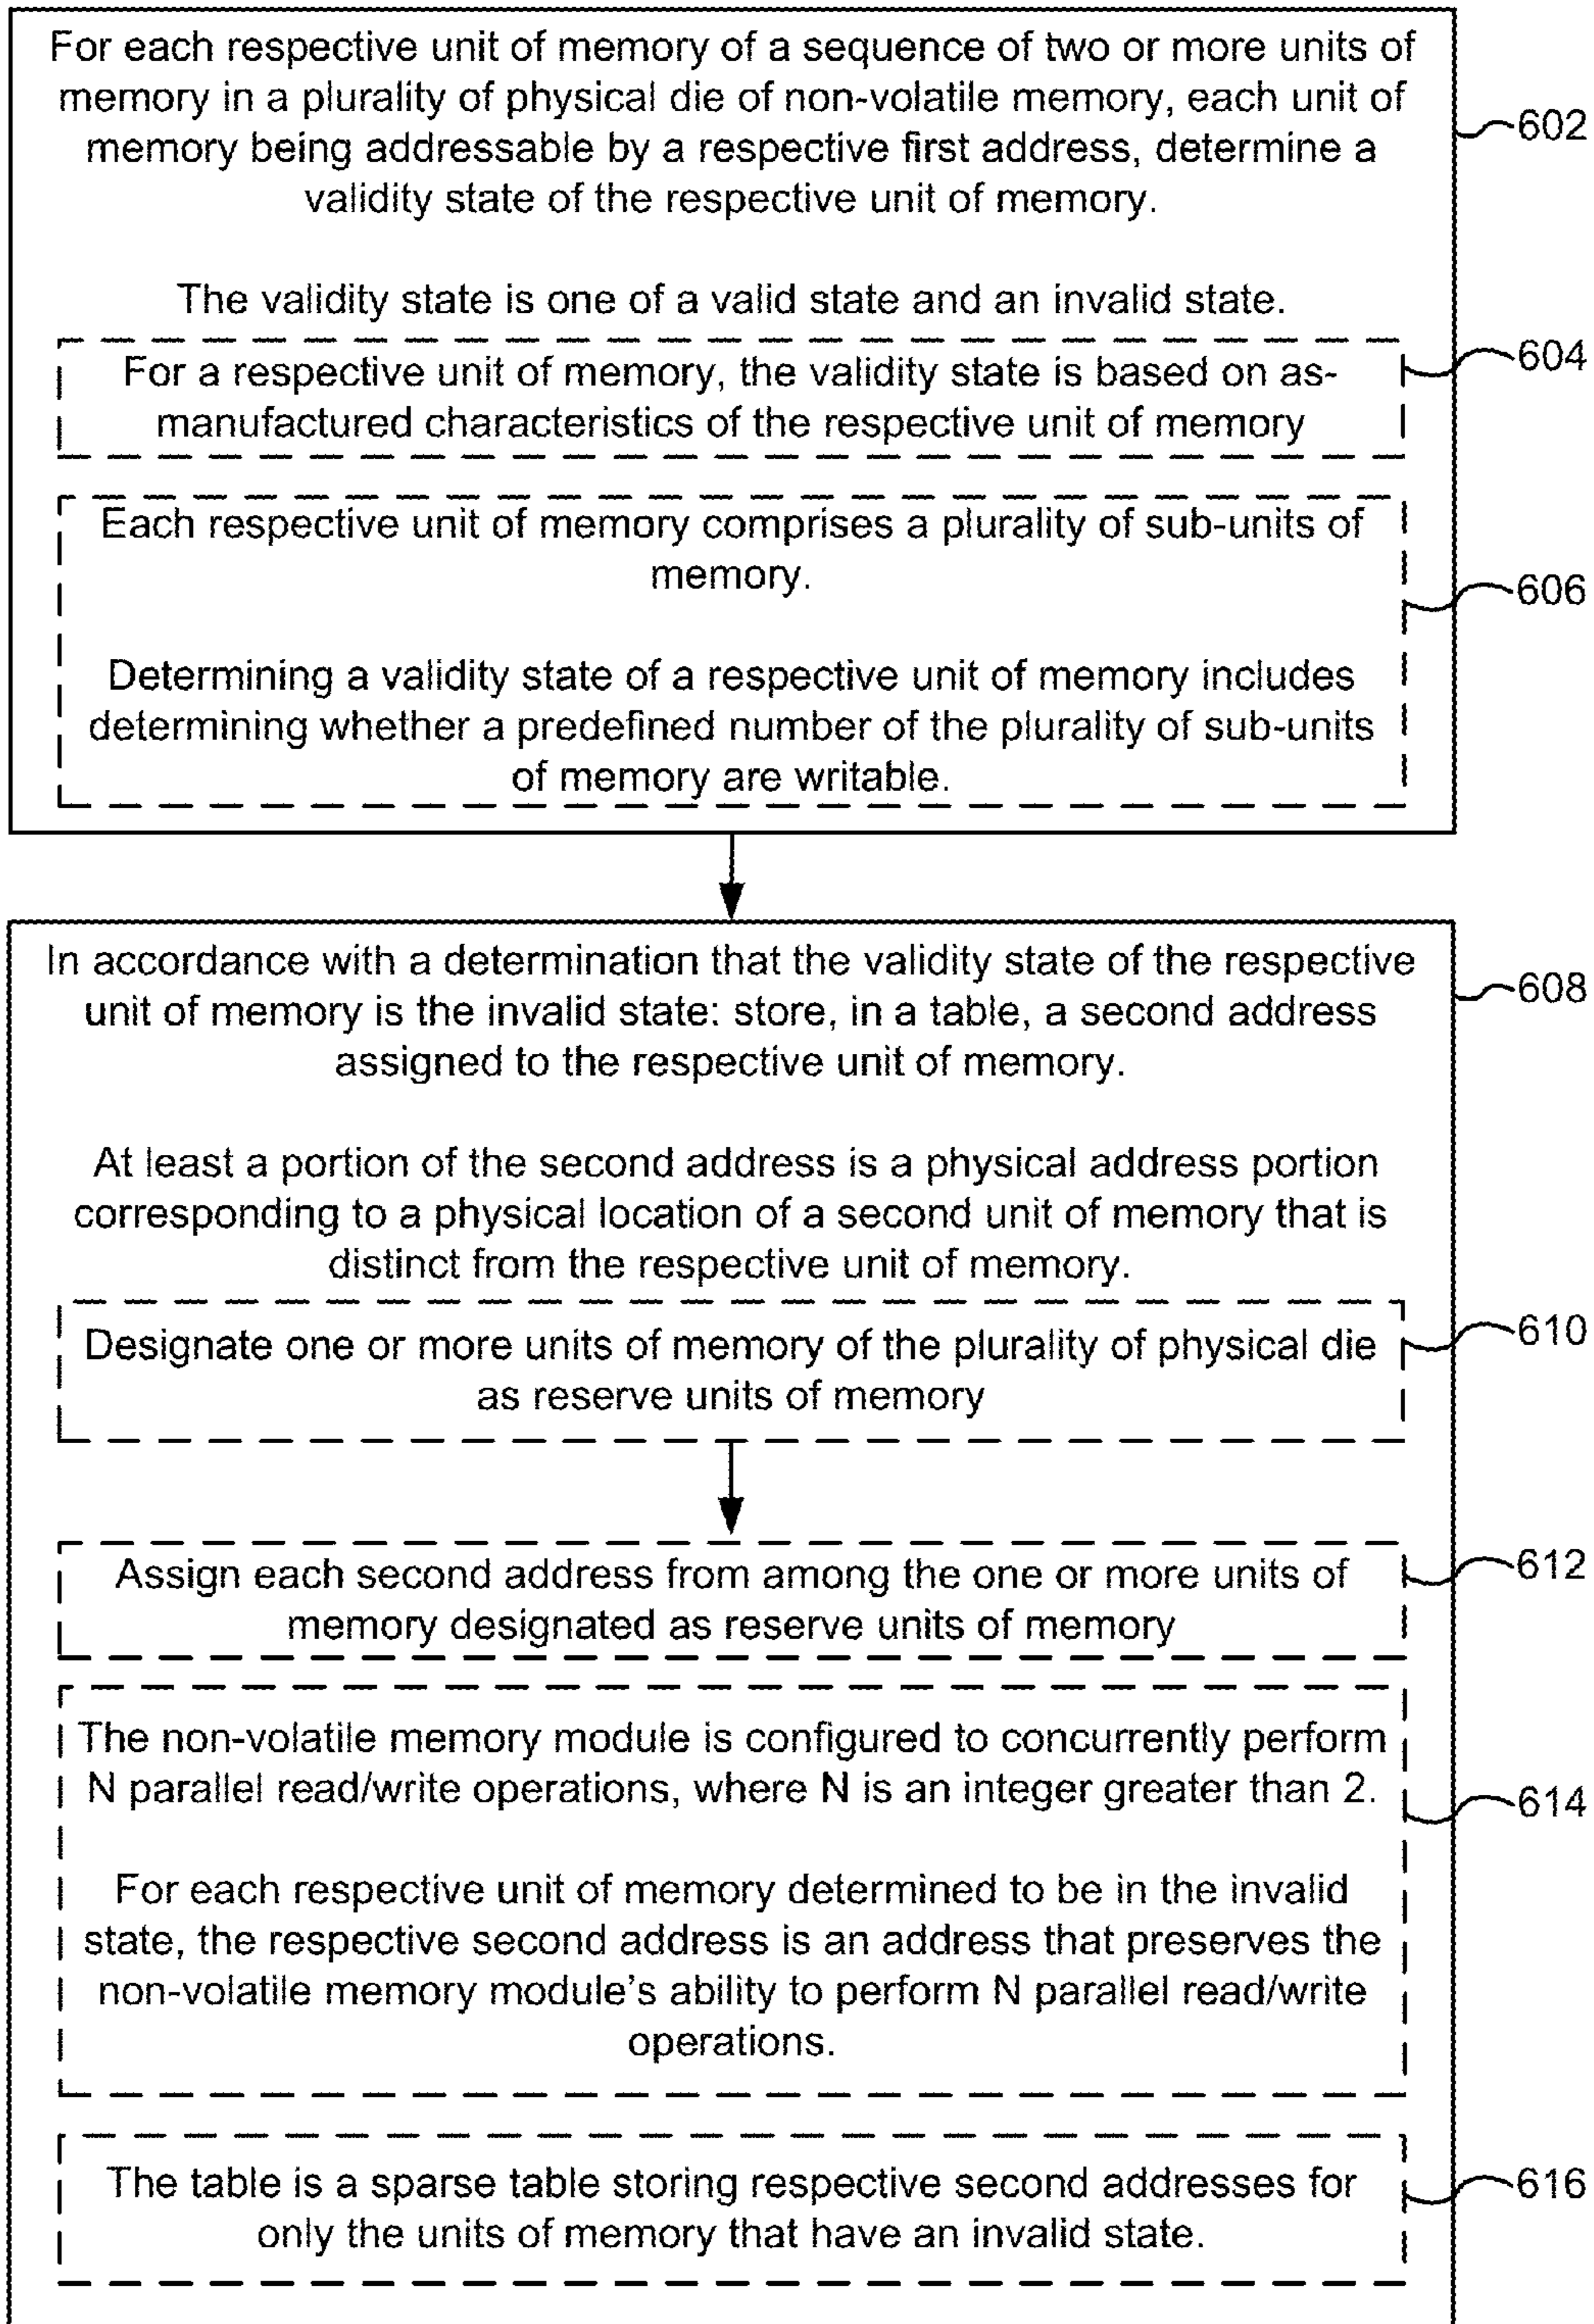 For each respective unit of memory of a sequence of two or more units of
memory in a plurality of physical die of non-volatile memory, each unit of
memory being addressable by a respective first address, determine a
validity state of the respective unit of memory.
602
The validity state is one of a valid state and an invalid state.
For a respective unit of memory, the validity state is based on as-
manufactured characteristics of the respective unit of memory
604
Each respective unit of memory comprises a plurality of sub-units of
memory.
606
Determining a validity state of a respective unit of memory includes
determining whether a predefined number of the plurality of sub-units
of memory are writable.
In accordance with a determination that the validity state of the respective
unit of memory is the invalid state: store, in a table, a second address
assigned to the respective unit of memory.
608
At least a portion of the second address is a physical address portion
corresponding to a physical location of a second unit of memory that is
distinct from the respective unit of memory.
Designate one or more units of memory of the plurality of physical die
as reserve units of memory
610
Assign each second address from among the one or more units of
memory designated as reserve units of memory
612
The non-volatile memory module is configured to concurrently perform
N parallel read/write operations, where N is an integer greater than 2.
614
For each respective unit of memory determined to be in the invalid
state, the respective second address is an address that preserves the
non-volatile memory module's ability to perform N parallel read/write
operations.
The table is a sparse table storing respective second addresses for
only the units of memory that have an invalid state.
616